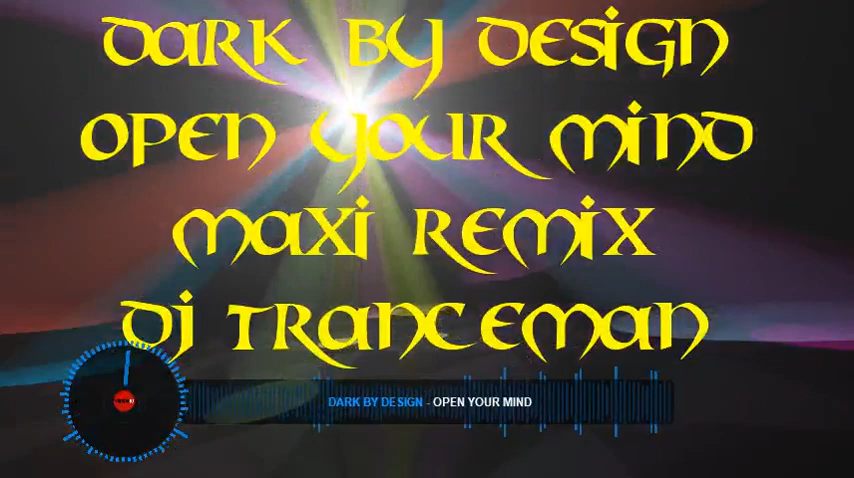 DARK BY DESIGN
OPEN YOUR MIND
MAXI REMIX
DJ TRANCEMAN
DARK BY DESIGN - OPEN YOUR MIND